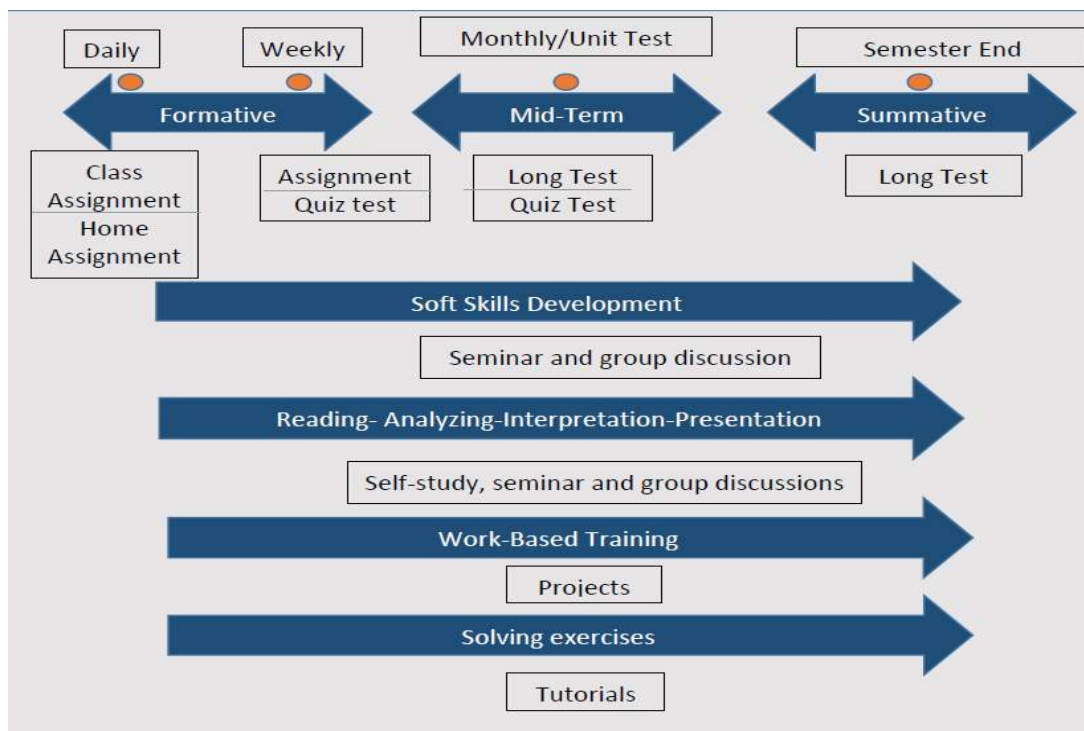 Daily
Weekly
Monthly/Unit Test
Semester End
Formative
Mid-Term
Summative
Class
Assignment
Home
Assignment
Assignment
Quiz test
Long Test
Quiz Test
Long Test
Soft Skills Development
Seminar and group discussion
Reading- Analyzing-Interpretation-Presentation
Self-study, seminar and group discussions
Work-Based Training
Projects
Solving exercises
Tutorials